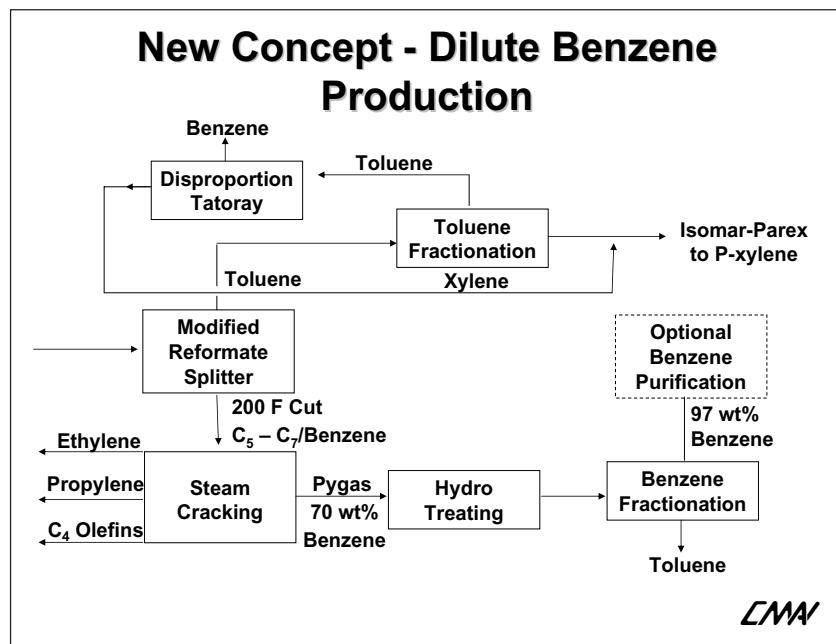 New Concept - Dilute Benzene
Production
Benzene
Toluene
Disproportion
Tatoray
Toluene
Fractionation
Isomar-Parex
to P-xylene
Toluene
Xylene
Modified
Reformate
Splitter
Optional
Benzene
Purification
200 F Cut
C₅ – C₇/Benzene
97 wt%
Benzene
Ethylene
Propylene
C₄ Olefins
Steam
Cracking
Pygas
70 wt%
Benzene
Hydro
Treating
Benzene
Fractionation
Toluene
CMAI